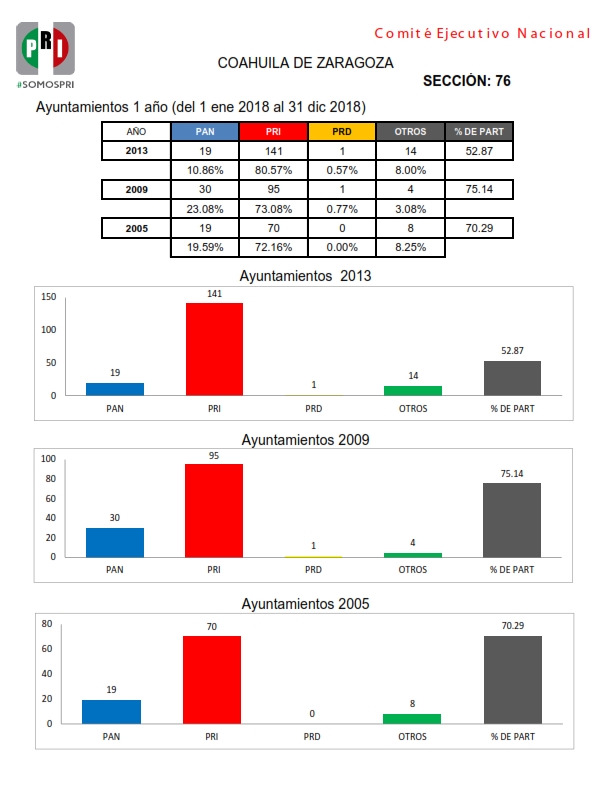 Comité Ejecutivo Nacional
PRI
#SOMOSPRI
COAHUILA DE ZARAGOZA
SECCIÓN: 76
Ayuntamientos 1 año (del 1 ene 2018 al 31 dic 2018)
AÑO PAN PRI PRD OTROS % DE PART
2013 19 141 1 14 52.87
10.86% 80.57% 0.57% 8.00%
2009 30 95 1 4 75.14
23.08% 73.08% 0.77% 3.08%
2005 19 70 0 8 70.29
19.59% 72.16% 0.00% 8.25%
Ayuntamientos 2013
150
100
50
0
19 141 1 14 52.87
PAN PRI PRD OTROS % DE PART
Ayuntamientos 2009
100
80
60
40
20
0
30 95 1 4 75.14
PAN PRI PRD OTROS % DE PART
Ayuntamientos 2005
80
60
40
20
0
19 70 0 8 70.29
PAN PRI PRD OTROS % DE PART